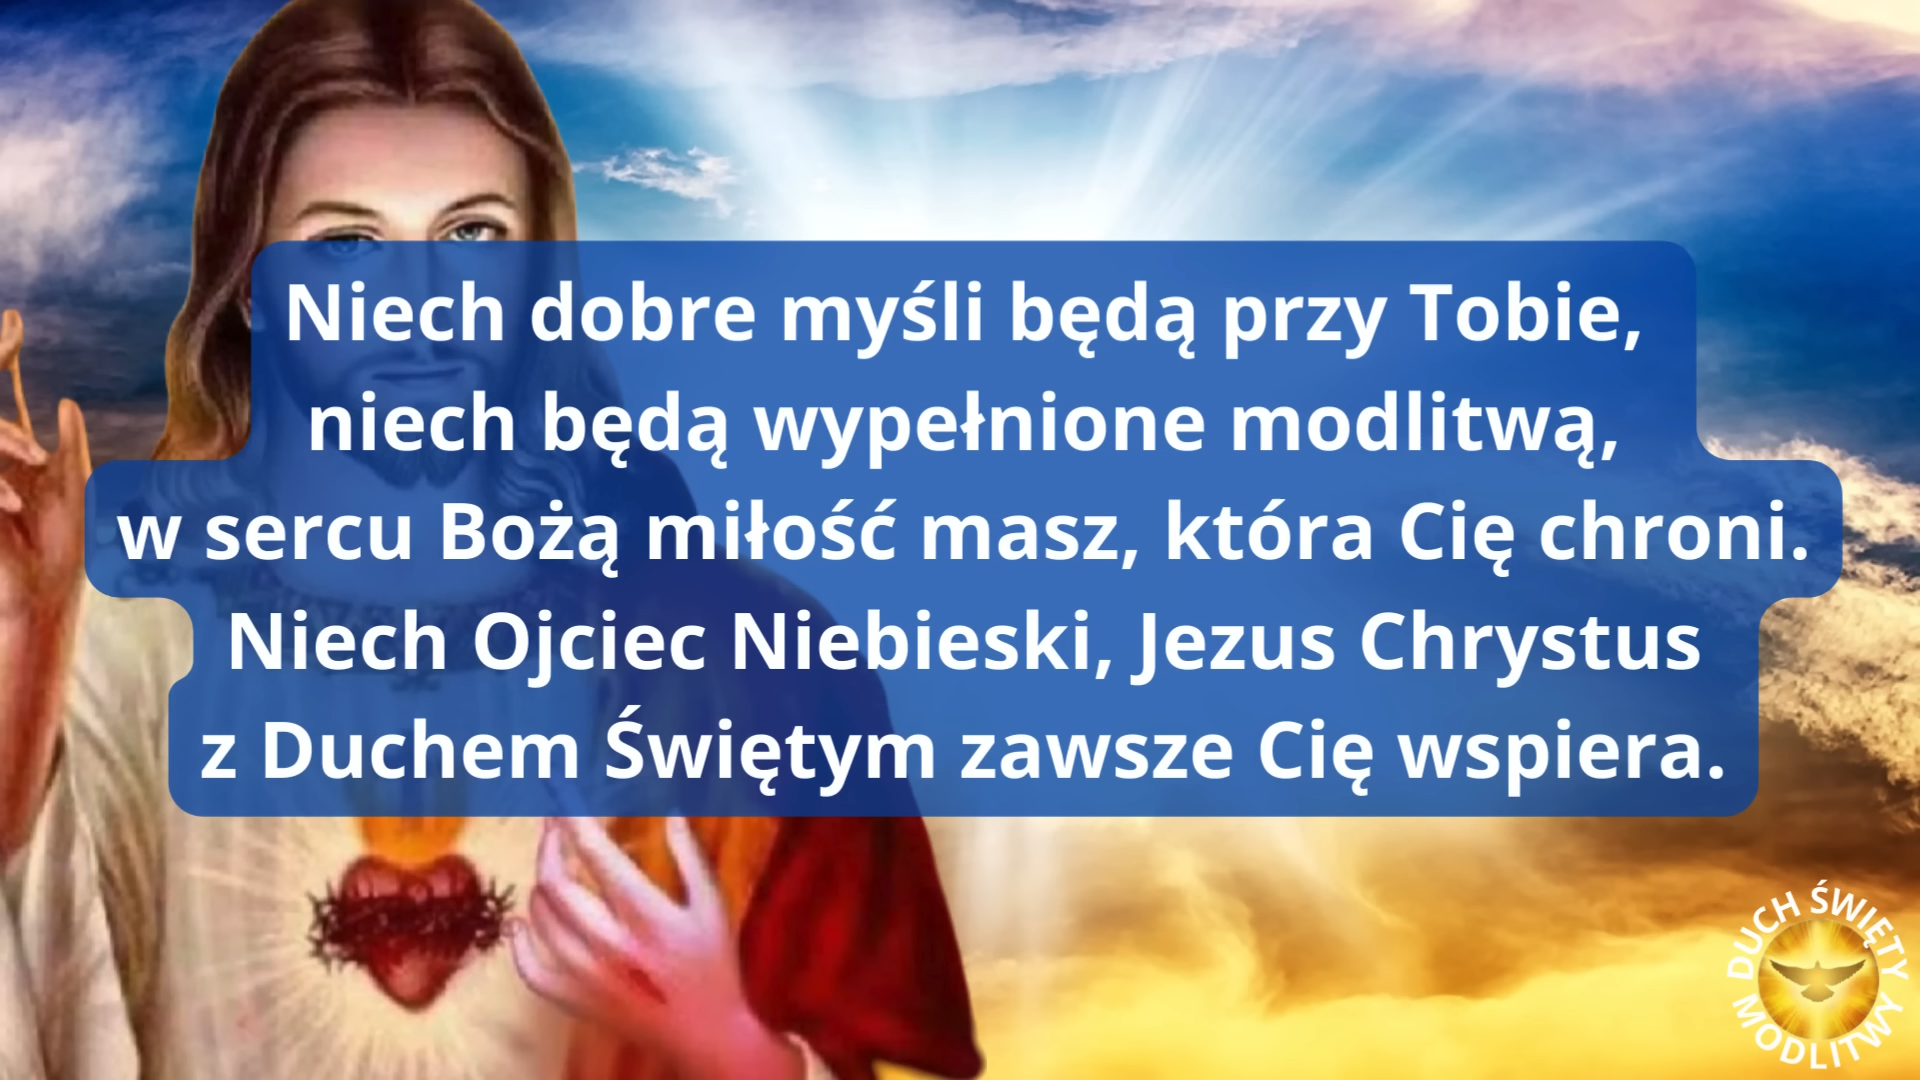 Niech dobre myśli będą przy Tobie,
niech będą wypełnione modlitwą,
w sercu Bożą miłość masz, która Cię chroni.
Niech Ojciec Niebieski, Jezus Chrystus
z Duchem Świętym zawsze Cię wspiera.
DUCH ŚWIĘTY
MODLITWY